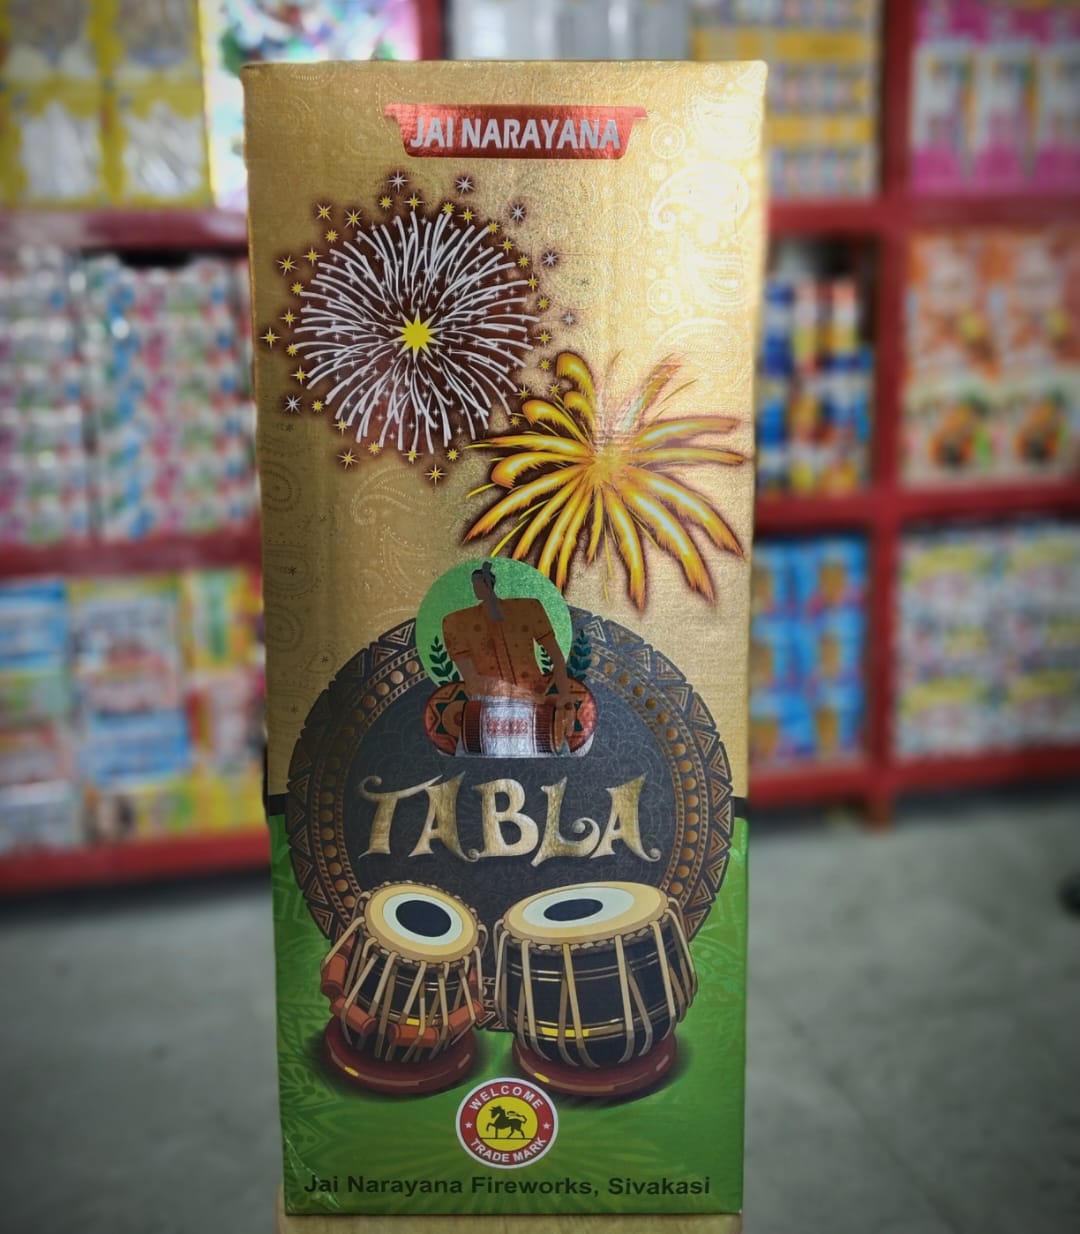 JAI NARAYANA
TABLA
WELCOME
TRADE MARK
Jai Narayana Fireworks, Sivakasi